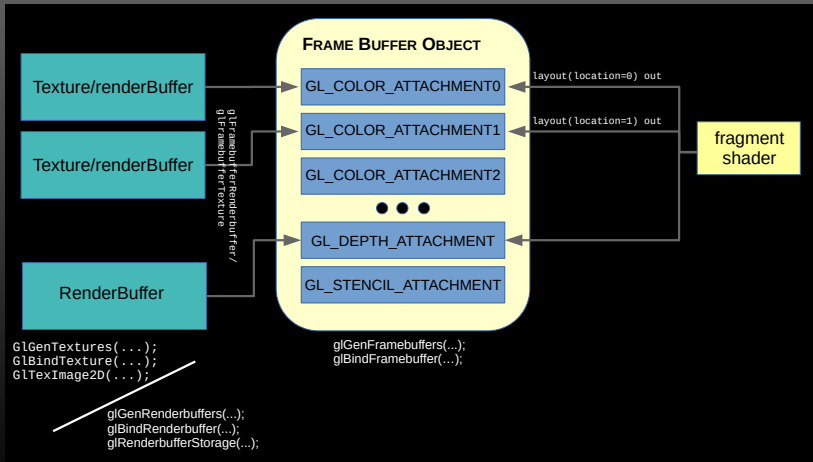 FRAME BUFFER OBJECT
Texture/renderBuffer
GL_COLOR_ATTACHMENT0
layout(location=0) out
Texture/renderBuffer
glFramebufferRenderbuffer/
glFramebufferTexture
GL_COLOR_ATTACHMENT1
layout(location=1) out
fragment
shader
GL_COLOR_ATTACHMENT2
GL_DEPTH_ATTACHMENT
RenderBuffer
GL_STENCIL_ATTACHMENT
GlGenTextures(...);
GlBindTexture(...);
GlTexImage2D(...);
glGenFramebuffers(...);
glBindFramebuffer(…);
glGenRenderbuffers(...);
glBindRenderbuffer(...);
glRenderbufferStorage(...);